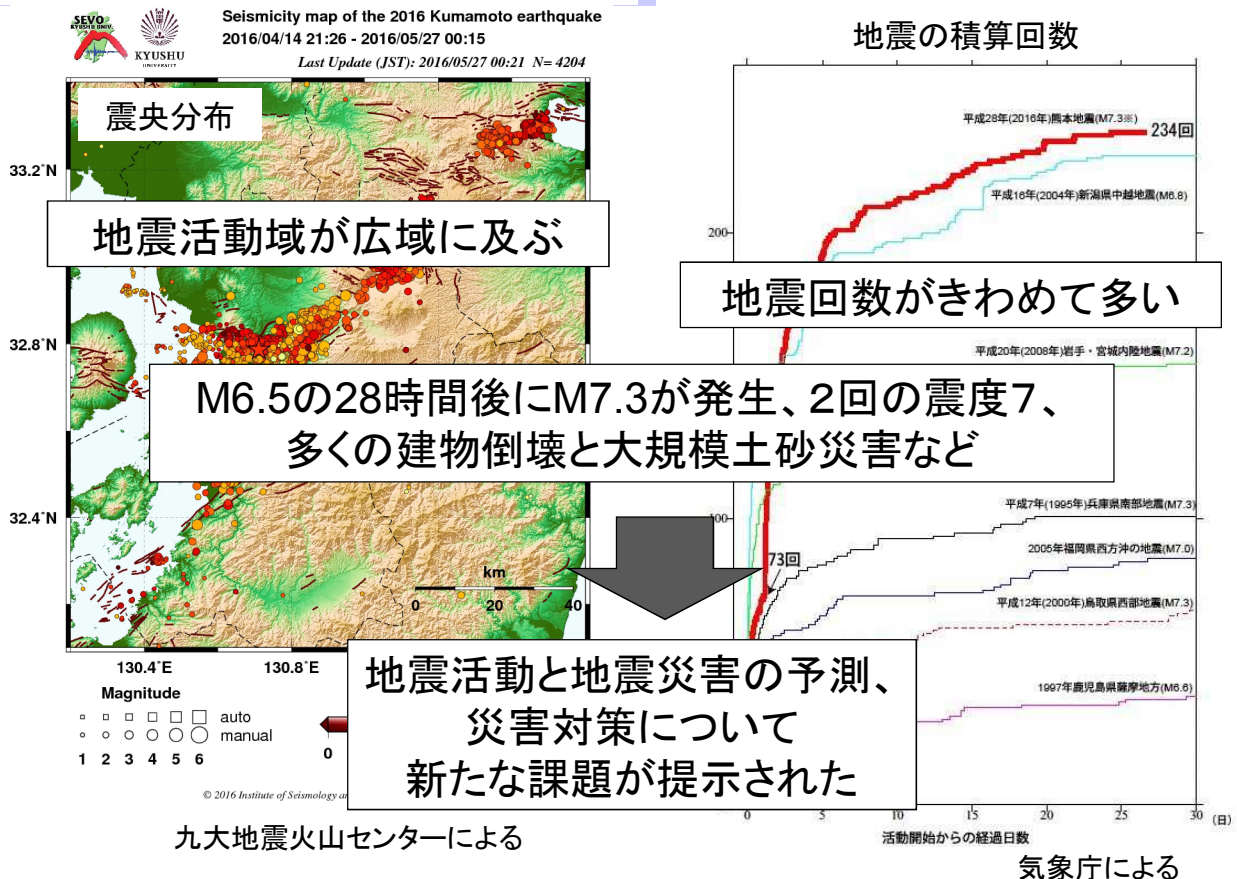 SEVO
KYUSHU UNIV.
KYUSHU
UNIVERSITY
Seismicity map of the 2016 Kumamoto earthquake
2016/04/14 21:26 - 2016/05/27 00:15
Last Update (JST): 2016/05/27 00:21 N= 4204
震央分布
33.2°N
地震活動域が広域に及ぶ
32.8°N
M6.5の28時間後にM7.3が発生、2回の震度7、
多くの建物倒壊と大規模土砂災害など
32.4°N
km
0 20 40
130.4°E 130.8°E
Magnitude
auto
manual
1 2 3 4 5 6
0
© 2016 Institute of Seismology
九大地震火山センターによる
地震の積算回数
平成28年(2016年)熊本地震(M7.3※)
234回
平成16年(2004年)新潟県中越地震(M6.8)
200
地震回数がきわめて多い
平成20年(2008年)岩手・宮城内陸地震(M7.2)
平成7年(1995年)兵庫県南部地震(M7.3)
100
2005年福岡県西方沖の地震(M7.0)
73回
平成12年(2000年)鳥取県西部地震(M7.3)
1997年鹿児島県薩摩地方(M6.6)
地震活動と地震災害の予測、
災害対策について
新たな課題が提示された
0 5 10 15 20 25 30 (日)
活動開始からの経過日数
気象庁による